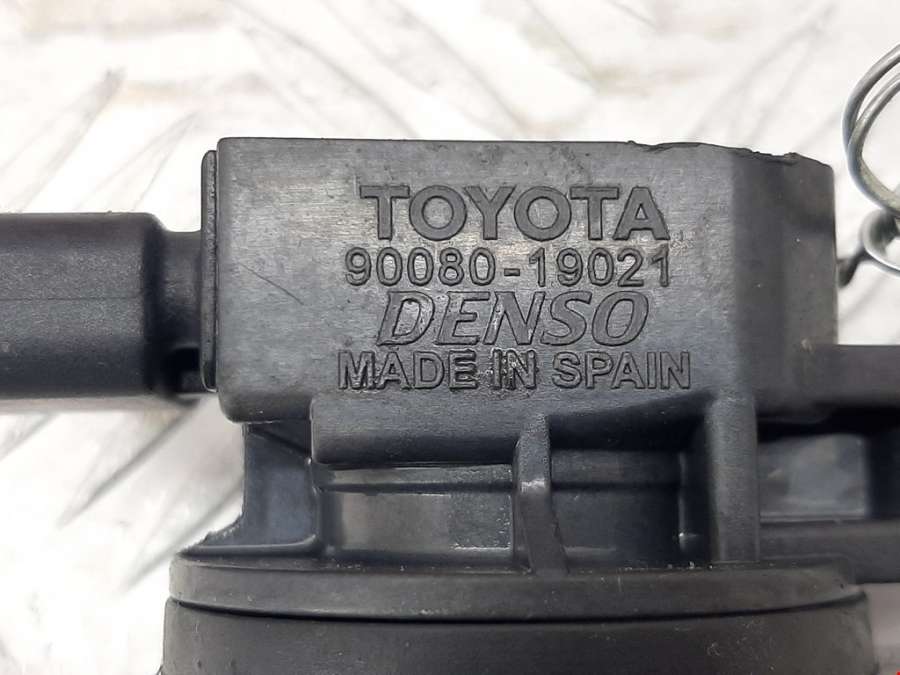 TOYOTA
90080-19021
DENSO
MADE IN SPAIN